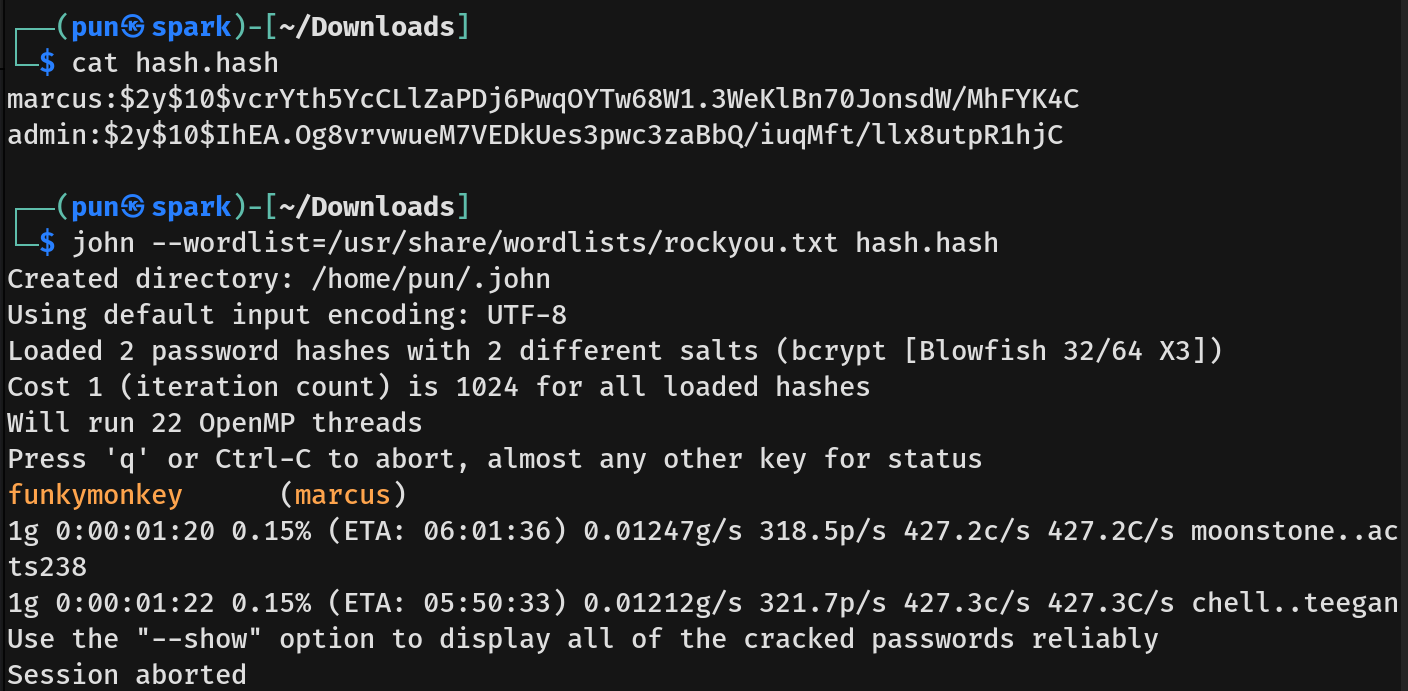 ┌──(pun㉿spark)-[~/Downloads]
└─$ cat hash.hash
marcus:$2y$10$vcrYth5YcCLlZaPDj6PwqOYTw68W1.3WeKlBn70JonsdW/MhFYK4C
admin:$2y$10$IhEA.Og8vrvwueM7VEDkUes3pwc3zaBbQ/iuqMft/llx8utpR1hjC
┌──(pun㉿spark)-[~/Downloads]
└─$ john --wordlist=/usr/share/wordlists/rockyou.txt hash.hash
Created directory: /home/pun/.john
Using default input encoding: UTF-8
Loaded 2 password hashes with 2 different salts (bcrypt [Blowfish 32/64 X3])
Cost 1 (iteration count) is 1024 for all loaded hashes
Will run 22 OpenMP threads
Press 'q' or Ctrl-C to abort, almost any other key for status
funkymonkey      (marcus)
1g 0:00:01:20 0.15% (ETA: 06:01:36) 0.01247g/s 318.5p/s 427.2c/s 427.2C/s moonstone..ac
ts238
1g 0:00:01:22 0.15% (ETA: 05:50:33) 0.01212g/s 321.7p/s 427.3c/s 427.3C/s chell..teegan
Use the "--show" option to display all of the cracked passwords reliably
Session aborted